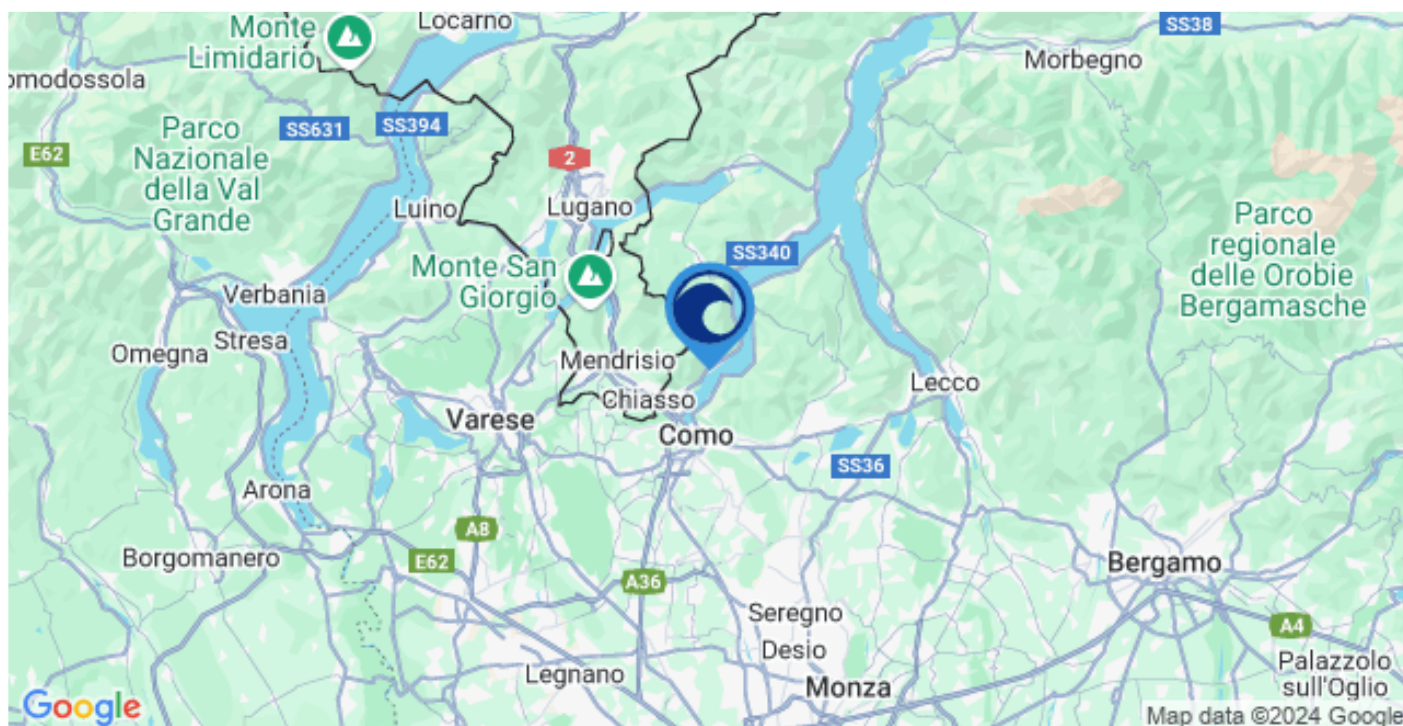 Locarno
Monte
Limidario
SS38
Morbegno
omodossola
SS631
SS394
Parco
Nazionale
della Val
Grande
E62
2
Luino
Lugano
Parco
regionale
delle Orobie
Bergamasche
SS340
Monte San
Giorgio
Verbania
Stresa
Omegna
Mendrisio
Chiasso
Lecco
Varese
Como
SS36
Arona
A8
Borgomanero
E62
A36
Bergamo
Seregno
Desio
A4
Legnano
Monza
Palazzolo
sull'Oglio
Google
Map data ©2024 Google